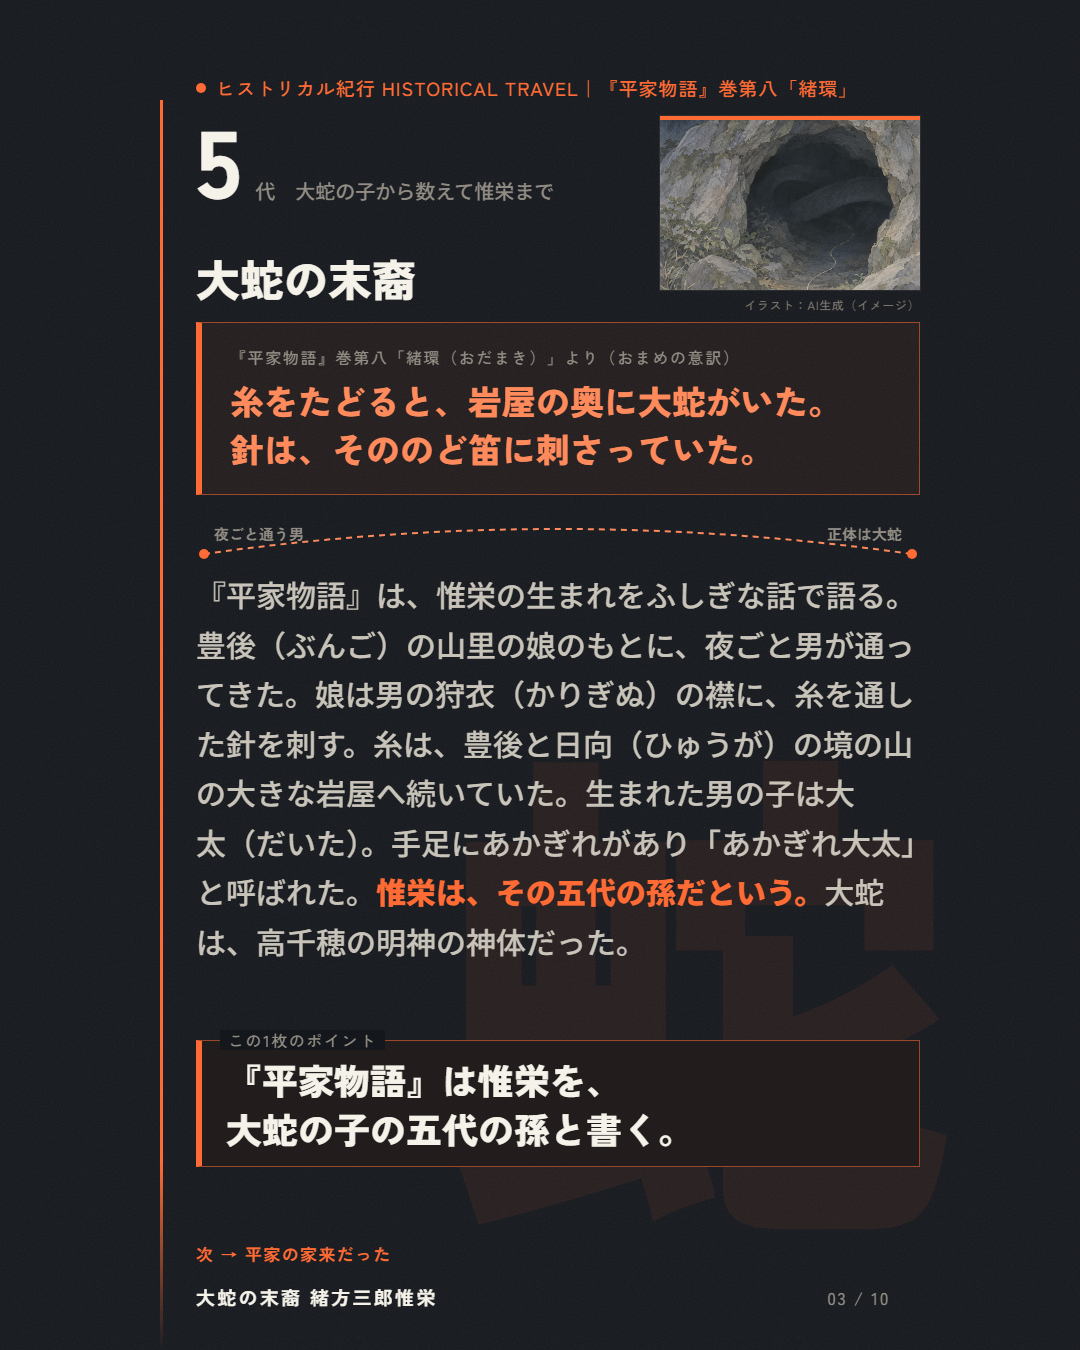 ヒストリカル紀行 HISTORICAL TRAVEL｜『平家物語』巻第八「緒環」
5
代　大蛇の子から数えて惟栄まで
大蛇の末裔
イラスト：AI生成（イメージ）
『平家物語』巻第八「緒環（おだまき）」より（おまめの意訳）
糸をたどると、岩屋の奥に大蛇がいた。
針は、そののど笛に刺さっていた。
夜ごと通う男
正体は大蛇
『平家物語』は、惟栄の生まれをふしぎな話で語る。
豊後（ぶんご）の山里の娘のもとに、夜ごと男が通っ
てきた。娘は男の狩衣（かりぎぬ）の襟に、糸を通し
た針を刺す。糸は、豊後と日向（ひゅうが）の境の山
の大きな岩屋へ続いていた。生まれた男の子は大
太（だいた）。手足にあかぎれがあり「あかぎれ大太」
と呼ばれた。惟栄は、その五代の孫だという。大蛇
は、高千穂の明神の神体だった。
蛇
この1枚のポイント
『平家物語』は惟栄を、
大蛇の子の五代の孫と書く。
次 → 平家の家来だった
大蛇の末裔 緒方三郎惟栄
03 / 10